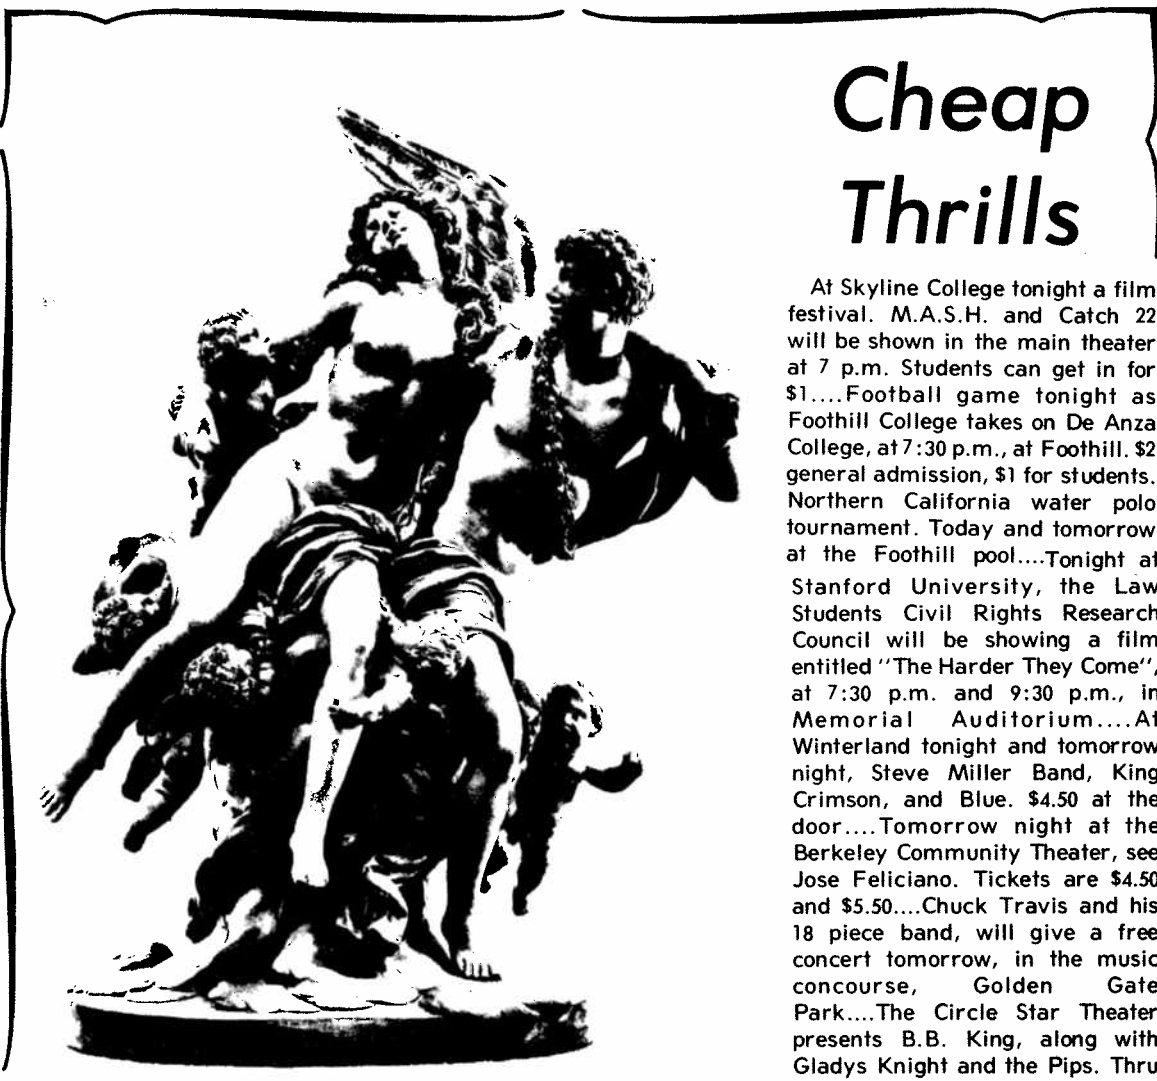 Cheap
Thrills
At Skyline College tonight a film
festival. M.A.S.H. and Catch 22
will be shown in the main theater
at 7 p.m. Students can get in for
$1....Football game tonight as
Foothill College takes on De Anza
College, at 7:30 p.m., at Foothill. $2
general admission, $1 for students.
Northern California water polo
tournament. Today and tomorrow
at the Foothill pool....Tonight at
Stanford University, the Law
Students Civil Rights Research
Council will be showing a film
entitled "The Harder They Come",
at 7:30 p.m. and 9:30 p.m., in
Memorial Auditorium....At
Winterland tonight and tomorrow
night, Steve Miller Band, King
Crimson, and Blue. $4.50 at the
door....Tomorrow night at the
Berkeley Community Theater, see
Jose Feliciano. Tickets are $4.50
and $5.50....Chuck Travis and his
18 piece band, will give a free
concert tomorrow, in the music
concourse, Golden Gate
Park....The Circle Star Theater
presents B.B. King, along with
Gladys Knight and the Pips. Thru